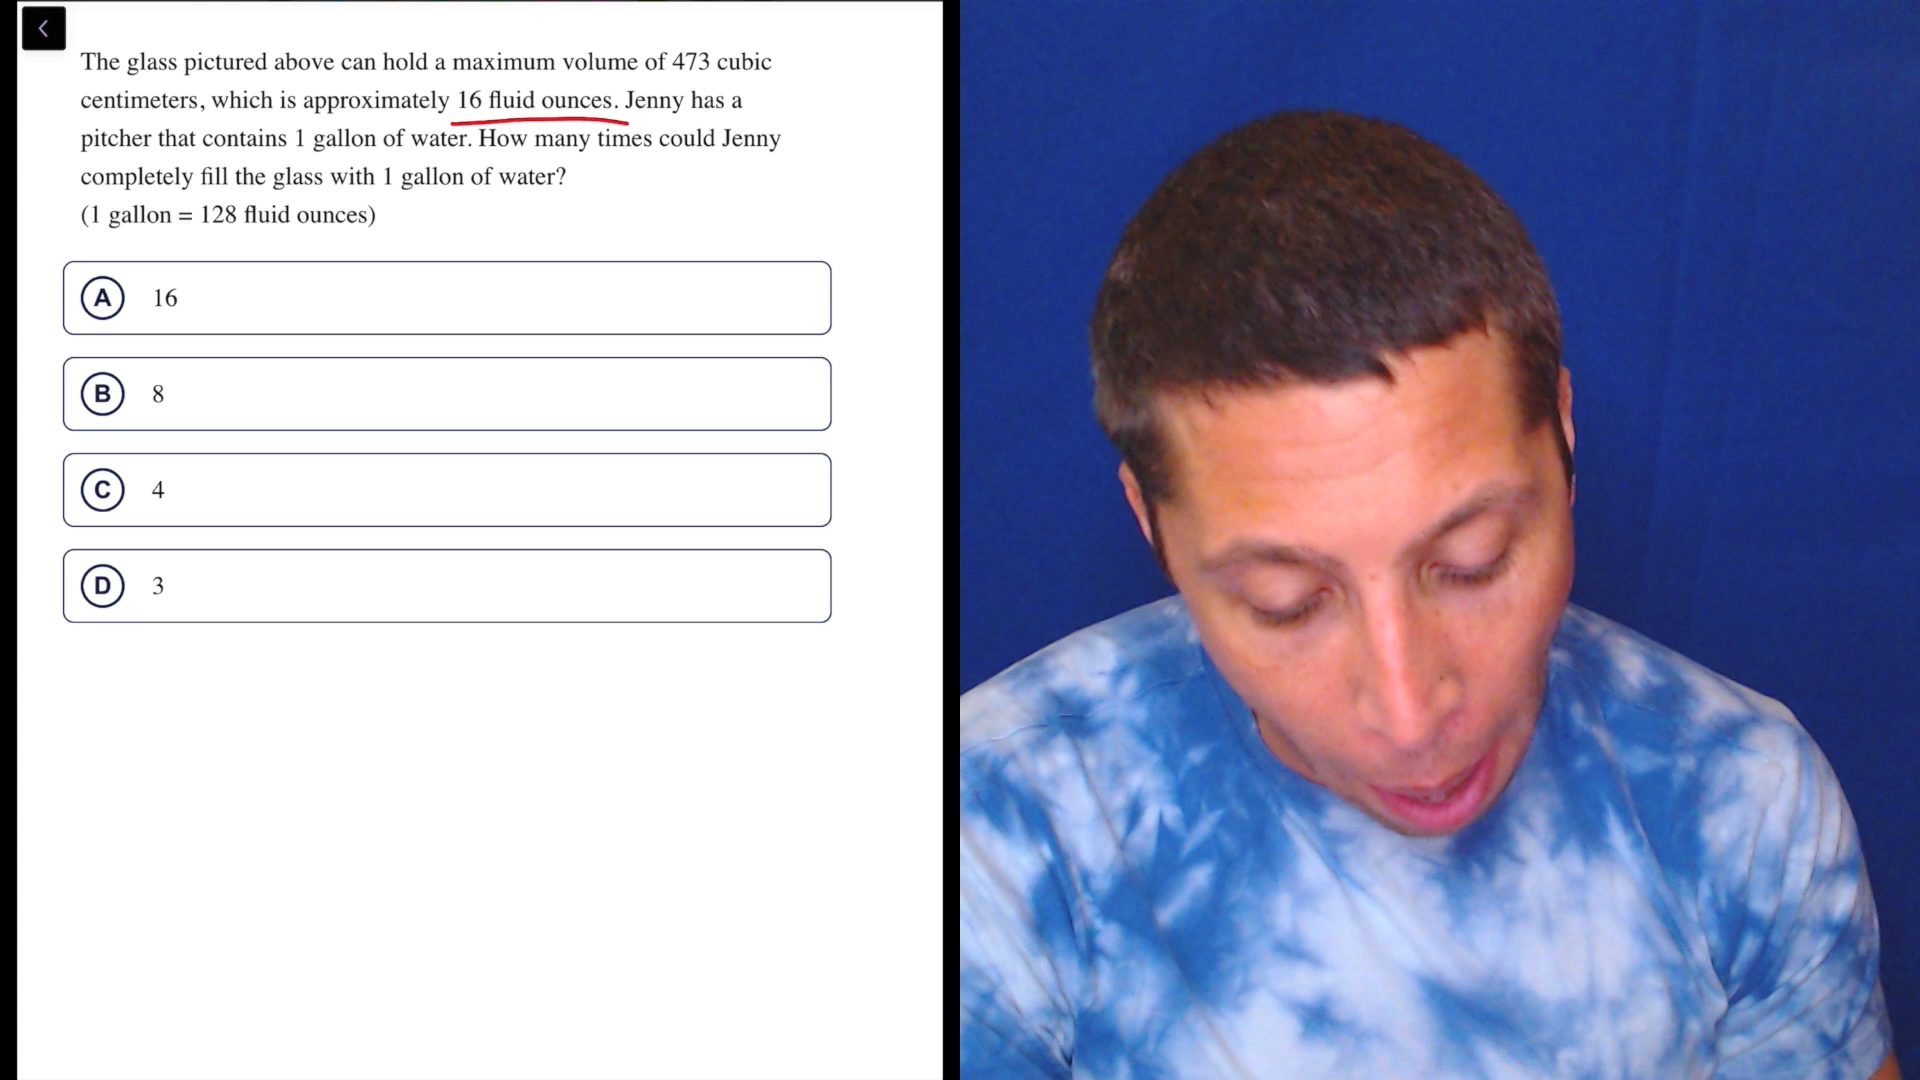 The glass pictured above can hold a maximum volume of 473 cubic
centimeters, which is approximately 16 fluid ounces. Jenny has a
pitcher that contains 1 gallon of water. How many times could Jenny
completely fill the glass with 1 gallon of water?
(1 gallon = 128 fluid ounces)
A 16
B 8
C 4
D 3